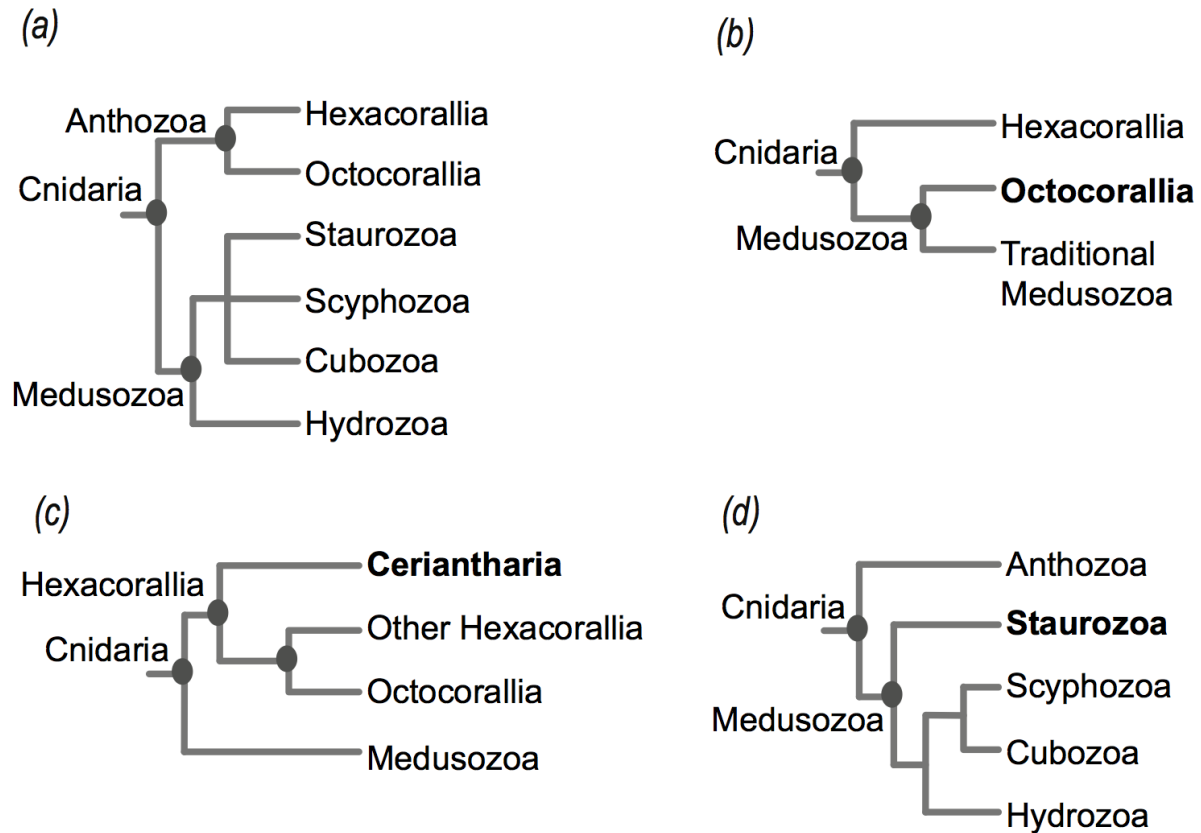 (a)
Hexacorallia
Anthozoa
Octocorallia
Cnidaria
Staurozoa
Scyphozoa
Cubozoa
Medusozoa
Hydrozoa
(b)
Hexacorallia
Cnidaria
Octocorallia
Medusozoa
Traditional
Medusozoa
(c)
Ceriantharia
Hexacorallia
Other Hexacorallia
Cnidaria
Octocorallia
Medusozoa
(d)
Anthozoa
Cnidaria
Staurozoa
Scyphozoa
Medusozoa
Cubozoa
Hydrozoa